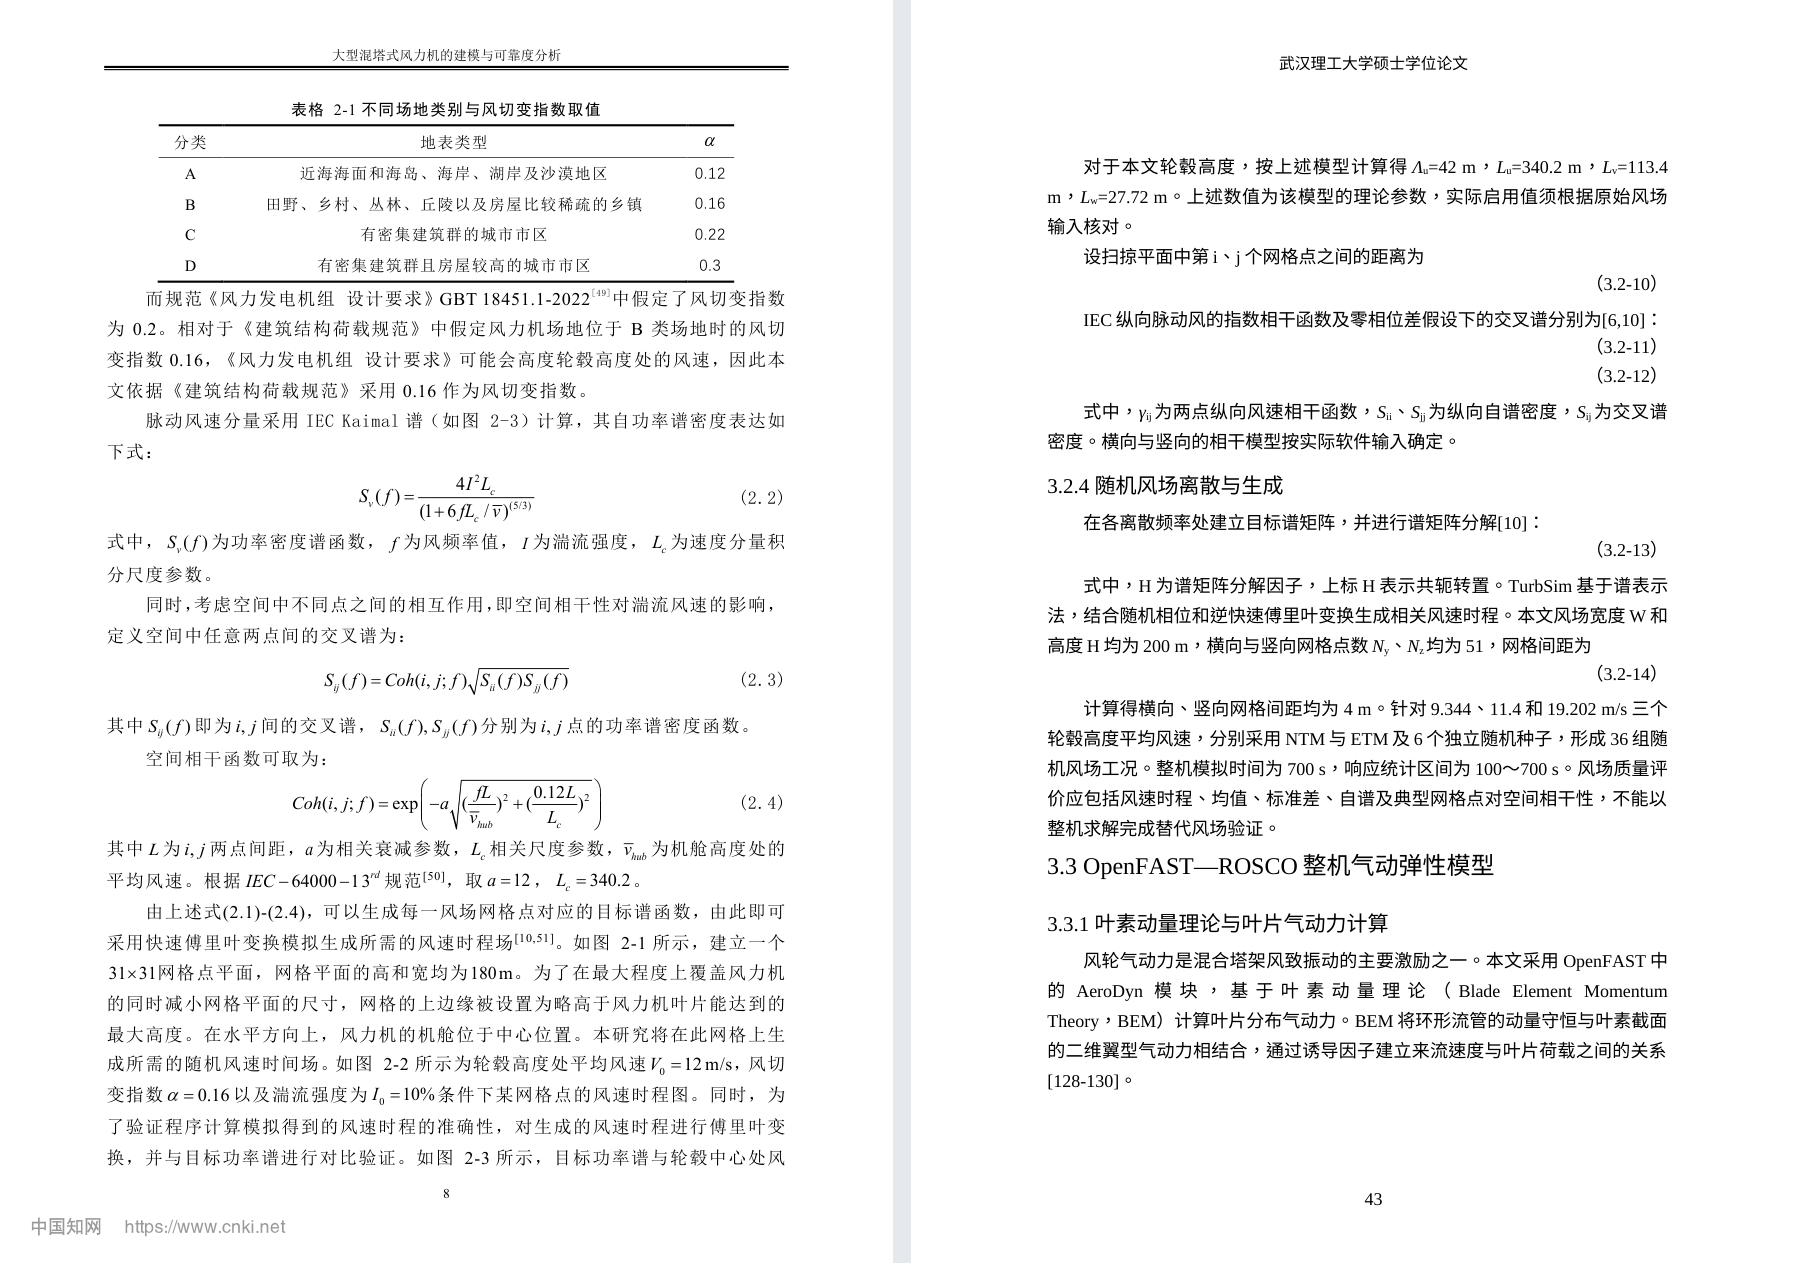 大型混塔式风力机的建模与可靠度分析
表格 2-1 不同场地类别与风切变指数取值
分类 地表类型 α
A 近海海面和海岛、海岸、湖岸及沙漠地区 0.12
B 田野、乡村、丛林、丘陵以及房屋比较稀疏的乡镇 0.16
C 有密集建筑群的城市市区 0.22
D 有密集建筑群且房屋较高的城市市区 0.3
而规范《风力发电机组 设计要求》GBT 18451.1-2022[49]中假定了风切变指数
为 0.2。相对于《建筑结构荷载规范》中假定风力机场地位于 B 类场地时的风切
变指数 0.16，《风力发电机组 设计要求》可能会高度轮毂高度处的风速，因此本
文依据《建筑结构荷载规范》采用 0.16 作为风切变指数。
脉动风速分量采用 IEC Kaimal 谱（如图 2-3）计算，其自功率谱密度表达如
下式：
S_v(f) = 4I²L_c / (1+6fL_c / v̅)^(5/3) (2.2)
式中， S_v(f) 为功率密度谱函数， f 为风频率值， I 为湍流强度， L_c 为速度分量积
分尺度参数。
同时，考虑空间中不同点之间的相互作用，即空间相干性对湍流风速的影响，
定义空间中任意两点间的交叉谱为：
S_ij(f) = Coh(i, j; f)√(S_ii(f)S_jj(f)) (2.3)
其中 S_ij(f) 即为 i, j 间的交叉谱， S_ii(f), S_jj(f) 分别为 i, j 点的功率谱密度函数。
空间相干函数可取为：
Coh(i, j; f) = exp(−a√((fL/v̅_hub)² + (0.12L/L_c)²)) (2.4)
其中 L 为 i, j 两点间距，a 为相关衰减参数，L_c 相关尺度参数，v̅_hub 为机舱高度处的
平均风速。根据 IEC−64000−13^rd 规范[50]，取 a=12， L_c=340.2。
由上述式(2.1)-(2.4)，可以生成每一风场网格点对应的目标谱函数，由此即可
采用快速傅里叶变换模拟生成所需的风速时程场[10,51]。如图 2-1 所示，建立一个
31×31网格点平面，网格平面的高和宽均为180m。为了在最大程度上覆盖风力机
的同时减小网格平面的尺寸，网格的上边缘被设置为略高于风力机叶片能达到的
最大高度。在水平方向上，风力机的机舱位于中心位置。本研究将在此网格上生
成所需的随机风速时间场。如图 2-2 所示为轮毂高度处平均风速 V₀=12m/s，风切
变指数 α=0.16 以及湍流强度为 I₀=10% 条件下某网格点的风速时程图。同时，为
了验证程序计算模拟得到的风速时程的准确性，对生成的风速时程进行傅里叶变
换，并与目标功率谱进行对比验证。如图 2-3 所示，目标功率谱与轮毂中心处风
8
中国知网 https://www.cnki.net
武汉理工大学硕士学位论文
对于本文轮毂高度，按上述模型计算得 Λu=42 m，Lu=340.2 m，Lv=113.4
m，Lw=27.72 m。上述数值为该模型的理论参数，实际启用值须根据原始风场
输入核对。
设扫掠平面中第 i、j 个网格点之间的距离为
（3.2-10）
IEC 纵向脉动风的指数相干函数及零相位差假设下的交叉谱分别为[6,10]：
（3.2-11）
（3.2-12）
式中，γij 为两点纵向风速相干函数，Sii、Sjj 为纵向自谱密度，Sij 为交叉谱
密度。横向与竖向的相干模型按实际软件输入确定。
3.2.4 随机风场离散与生成
在各离散频率处建立目标谱矩阵，并进行谱矩阵分解[10]：
（3.2-13）
式中，H 为谱矩阵分解因子，上标 H 表示共轭转置。TurbSim 基于谱表示
法，结合随机相位和逆快速傅里叶变换生成相关风速时程。本文风场宽度 W 和
高度 H 均为 200 m，横向与竖向网格点数 Ny、Nz 均为 51，网格间距为
（3.2-14）
计算得横向、竖向网格间距均为 4 m。针对 9.344、11.4 和 19.202 m/s 三个
轮毂高度平均风速，分别采用 NTM 与 ETM 及 6 个独立随机种子，形成 36 组随
机风场工况。整机模拟时间为 700 s，响应统计区间为 100～700 s。风场质量评
价应包括风速时程、均值、标准差、自谱及典型网格点对空间相干性，不能以
整机求解完成替代风场验证。
3.3 OpenFAST—ROSCO 整机气动弹性模型
3.3.1 叶素动量理论与叶片气动力计算
风轮气动力是混合塔架风致振动的主要激励之一。本文采用 OpenFAST 中
的 AeroDyn 模块，基于叶素动量理论（Blade Element Momentum
Theory，BEM）计算叶片分布气动力。BEM 将环形流管的动量守恒与叶素截面
的二维翼型气动力相结合，通过诱导因子建立来流速度与叶片荷载之间的关系
[128-130]。
43